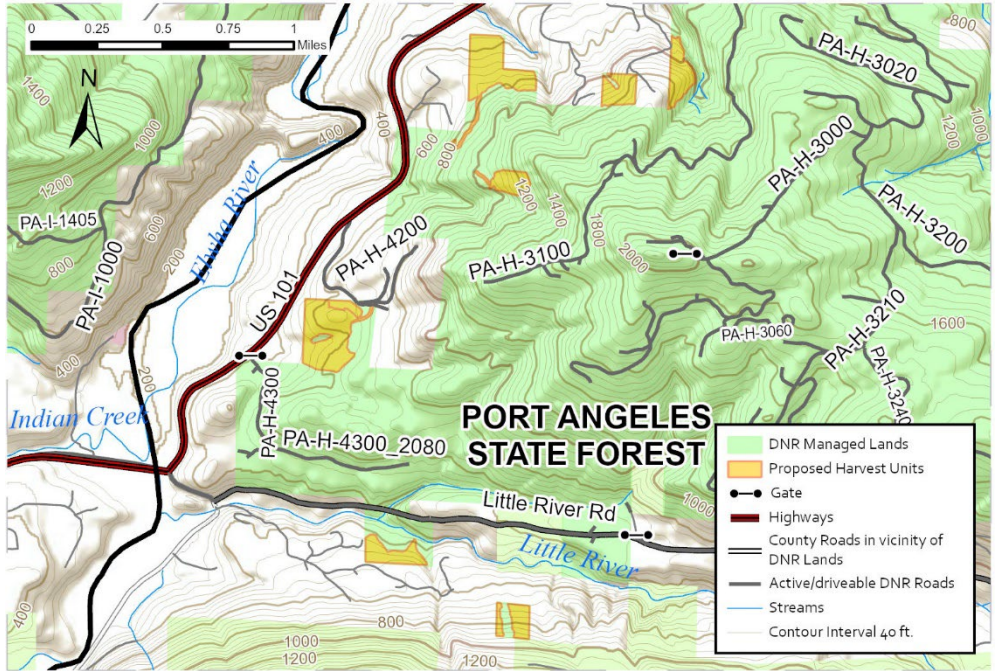 0 0.25 0.5 0.75 1
Miles
N
800
1400
1000
PA-H-3020
400
400
600
800
1200
1000
PA-H-3000
1200
1400
1800
2000
1200
1400
PA-I-1405
800
600
Elwha River
200
PA-I-1000
PA-H-4200
PA-H-3100
PA-H-3200
US 101
PA-H-3060
PA-H-3210
1600
400
200
Indian Creek
PA-H-4300
PA-H-3240
PA-H-4300_2080
PORT ANGELES
STATE FOREST
Little River Rd
1000
Little River
400
800
1000
1200
1200
DNR Managed Lands
Proposed Harvest Units
Gate
Highways
County Roads in vicinity of
DNR Lands
Active/driveable DNR Roads
Streams
Contour Interval 40 ft.